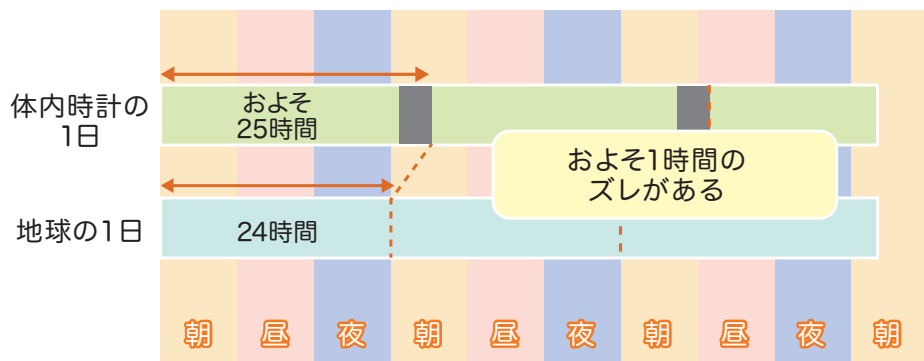 体内時計の
1日
およそ
25時間
およそ1時間の
ズレがある
地球の1日
24時間
朝 昼 夜 朝 昼 夜 朝 昼 夜 朝